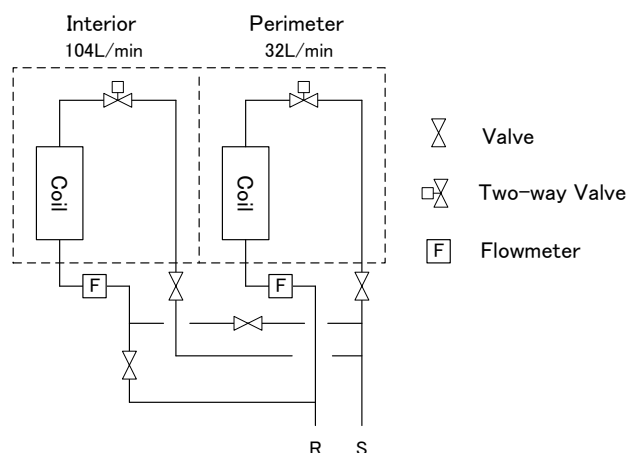 Interior
104L/min
Perimeter
32L/min
Coil
Coil
F
F
Valve
Two-way Valve
F Flowmeter
R
S